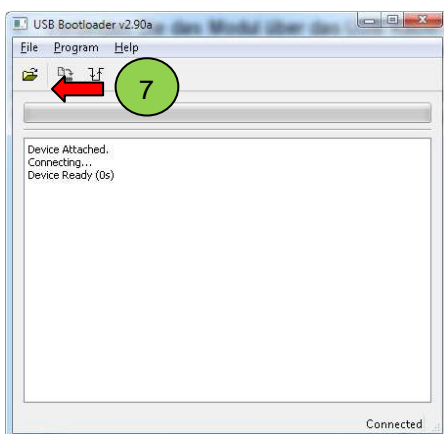 USB Bootloader v2.90a
File Program Help
7
Device Attached.
Connecting...
Device Ready (0s)
Connected